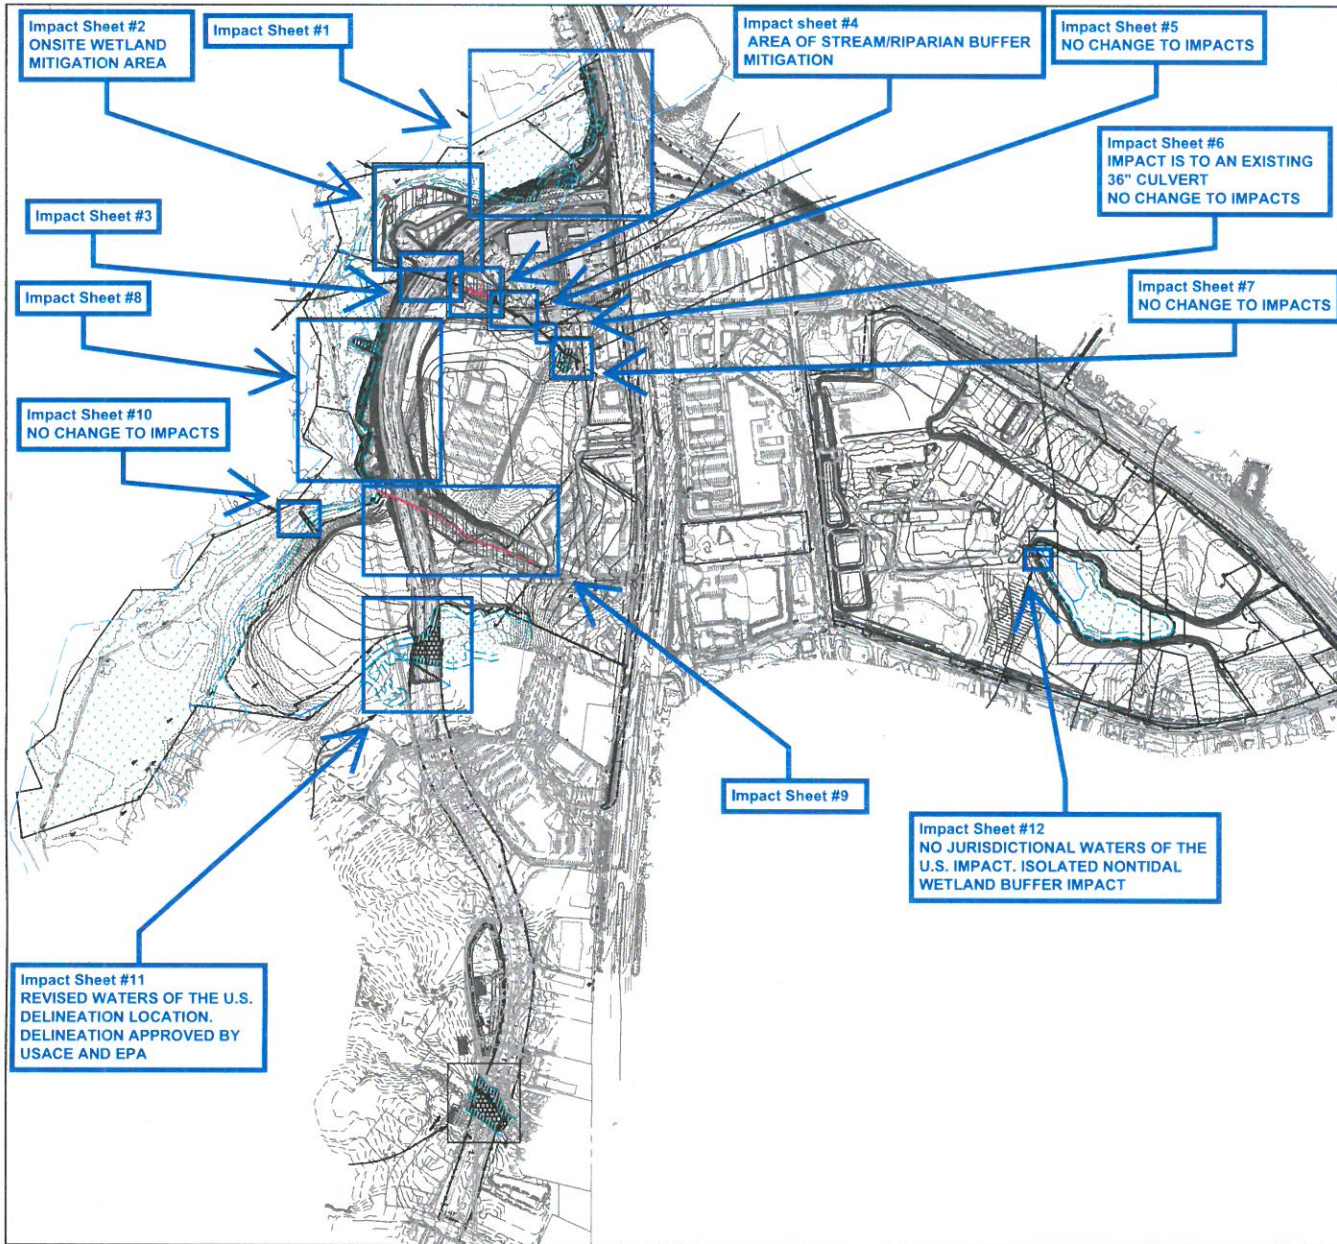 Impact Sheet #2
ONSITE WETLAND
MITIGATION AREA
Impact Sheet #1
Impact sheet #4
AREA OF STREAM/RIPARIAN BUFFER
MITIGATION
Impact Sheet #5
NO CHANGE TO IMPACTS
Impact Sheet #6
IMPACT IS TO AN EXISTING
36" CULVERT
NO CHANGE TO IMPACTS
Impact Sheet #3
Impact Sheet #7
NO CHANGE TO IMPACTS
Impact Sheet #8
Impact Sheet #10
NO CHANGE TO IMPACTS
Impact Sheet #9
Impact Sheet #12
NO JURISDICTIONAL WATERS OF THE
U.S. IMPACT. ISOLATED NONTIDAL
WETLAND BUFFER IMPACT
Impact Sheet #11
REVISED WATERS OF THE U.S.
DELINEATION LOCATION.
DELINEATION APPROVED BY
USACE AND EPA